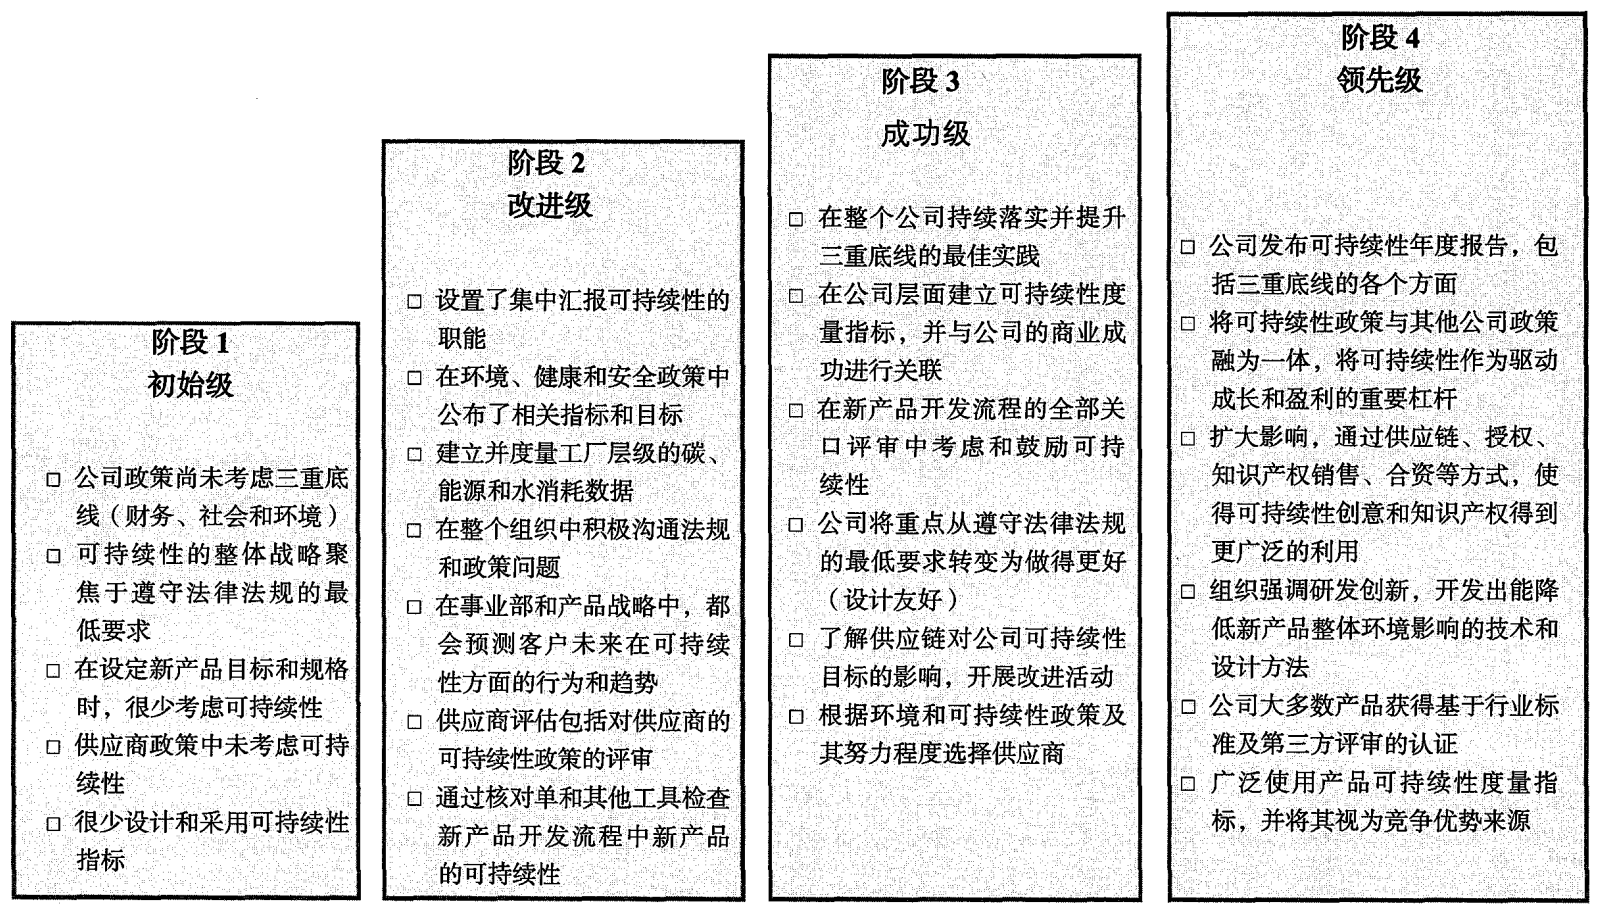 阶段 1
初始级
□ 公司政策尚未考虑三重底
线（财务、社会和环境）
□ 可持续性的整体战略聚
焦于遵守法律法规的最
低要求
□ 在设定新产品目标和规格
时，很少考虑可持续性
□ 供应商政策中未考虑可持
续性
□ 很少设计和采用可持续性
指标
阶段 2
改进级
□ 设置了集中汇报可持续性的
职能
□ 在环境、健康和安全政策中
公布了相关指标和目标
□ 建立并度量工厂层级的碳、
能源和水消耗数据
□ 在整个组织中积极沟通法规
和政策问题
□ 在事业部和产品战略中，都
会预测客户未来在可持续
性方面的行为和趋势
□ 供应商评估包括对供应商的
可持续性政策的评审
□ 通过核对单和其他工具检查
新产品开发流程中新产品
的可持续性
阶段 3
成功级
□ 在整个公司持续落实并提升
三重底线的最佳实践
□ 在公司层面建立可持续性度
量指标，并与公司的商业成
功进行关联
□ 在新产品开发流程的全部关
口评审中考虑和鼓励可持
续性
□ 公司将重点从遵守法律法规
的最低要求转变为做得更好
（设计友好）
□ 了解供应链对公司可持续性
目标的影响，开展改进活动
□ 根据环境和可持续性政策及
其努力程度选择供应商
阶段 4
领先级
□ 公司发布可持续性年度报告，包
括三重底线的各个方面
□ 将可持续性政策与其他公司政策
融为一体，将可持续性作为驱动
成长和盈利的重要杠杆
□ 扩大影响，通过供应链、授权、
知识产权销售、合资等方式，使
得可持续性创意和知识产权得到
更广泛的利用
□ 组织强调研发创新，开发出能降
低新产品整体环境影响的技术和
设计方法
□ 公司大多数产品获得基于行业标
准及第三方评审的认证
□ 广泛使用产品可持续性度量指
标，并将其视为竞争优势来源